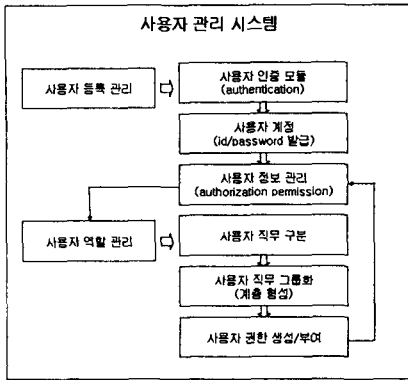 사용자 관리 시스템
사용자 등록 관리
사용자 인증 모듈
(authentication)
사용자 계정
(id/password 발급)
사용자 정보 관리
(authorization permission)
사용자 역할 관리
사용자 직무 구분
사용자 직무 그룹화
(계층 형성)
사용자 권한 생성/부여